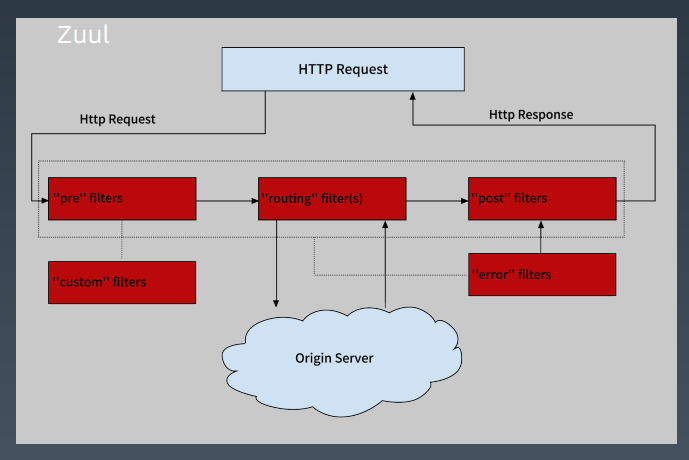 Zuul
HTTP Request
Http Request
Http Response
"pre" filters
"routing" filter(s)
"post" filters
"custom" filters
"error" filters
Origin Server